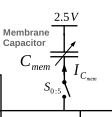 2.5V
Membrane
Capacitor
C_mem
I_C_mem
S_0:5